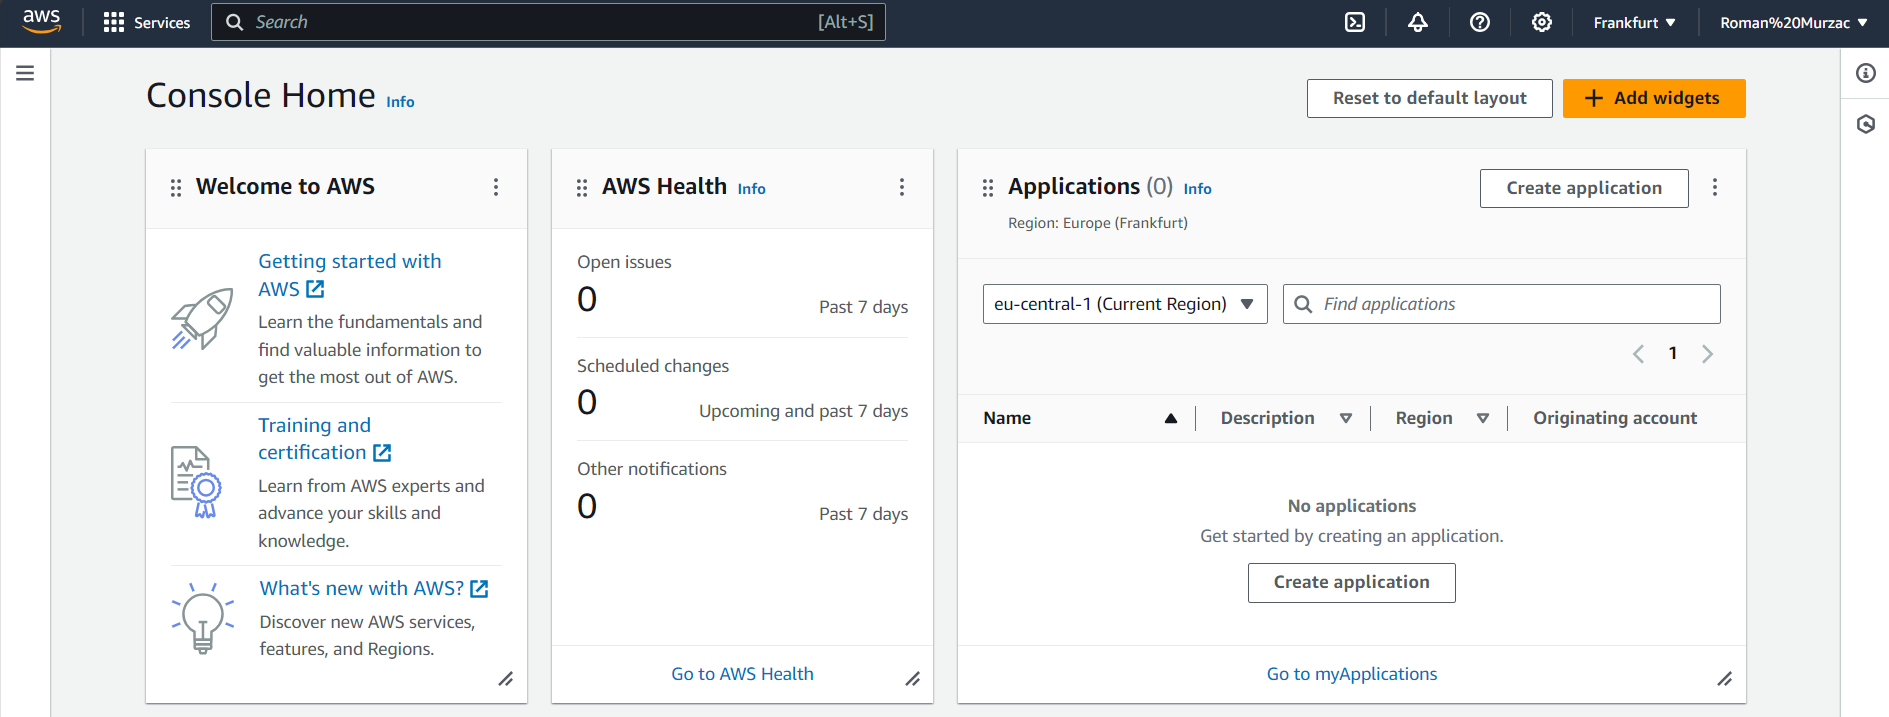 aws
Services
Search
[Alt+S]
Frankfurt
Roman%20Murzac
Console Home Info
Reset to default layout
Add widgets
Welcome to AWS
Getting started with
AWS
Learn the fundamentals and
find valuable information to
get the most out of AWS.
Training and
certification
Learn from AWS experts and
advance your skills and
knowledge.
What's new with AWS?
Discover new AWS services,
features, and Regions.
AWS Health Info
Open issues
0
Past 7 days
Scheduled changes
0
Upcoming and past 7 days
Other notifications
0
Past 7 days
Go to AWS Health
Applications (0) Info
Region: Europe (Frankfurt)
Create application
eu-central-1 (Current Region)
Find applications
1
Name
Description
Region
Originating account
No applications
Get started by creating an application.
Create application
Go to myApplications